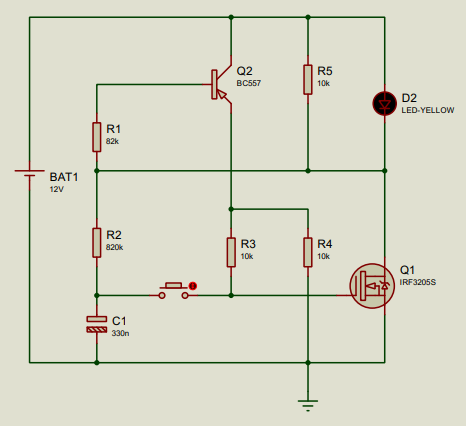 Q2
BC557
R5
10k
D2
LED-YELLOW
R1
82k
BAT1
12V
R2
820k
R3
10k
R4
10k
Q1
IRF3205S
C1
330n